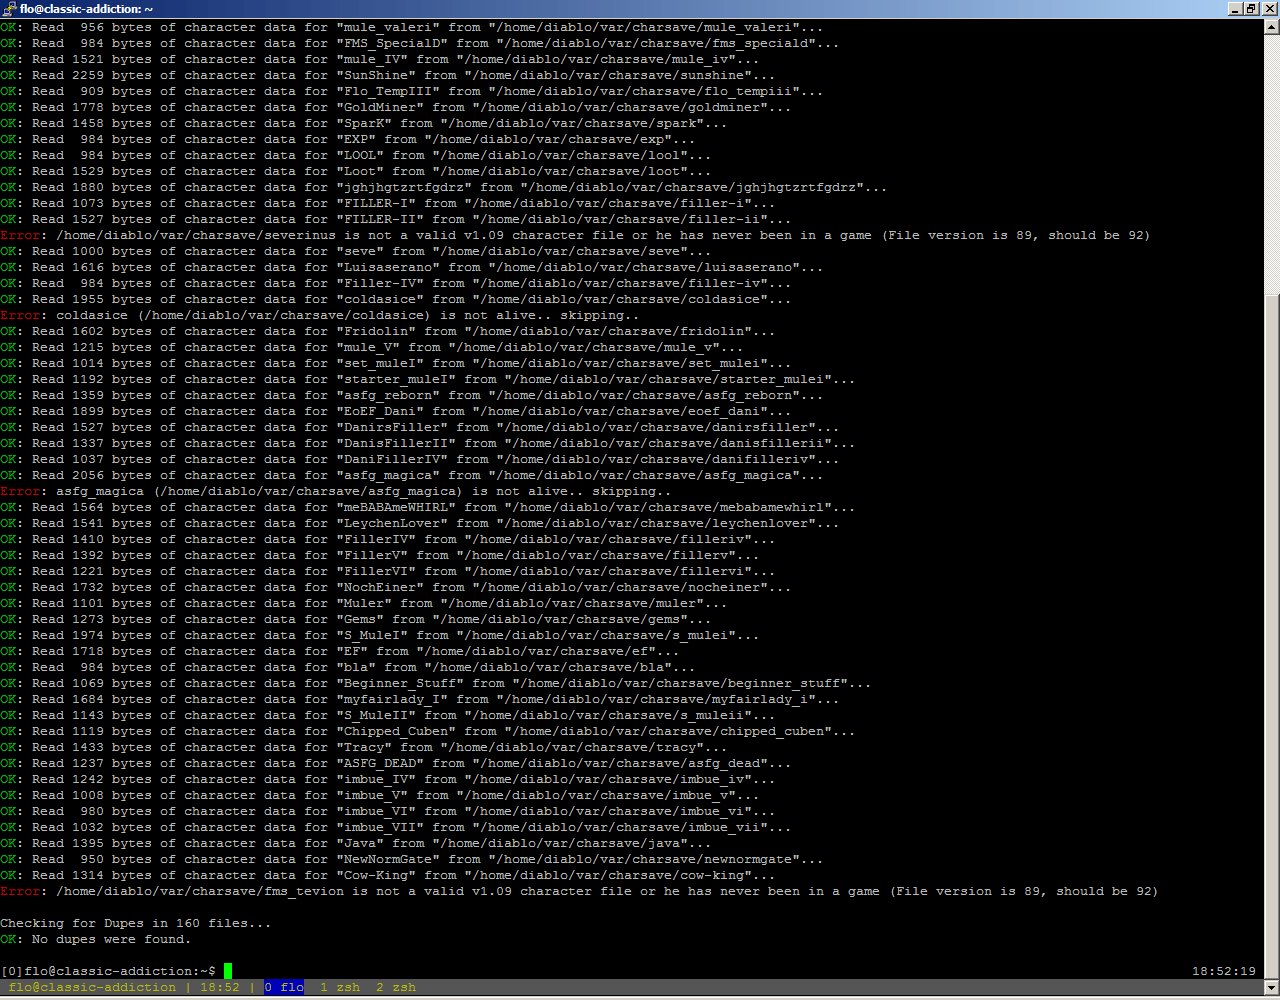 flo@classic-addiction: ~
OK: Read  956 bytes of character data for "mule_valeri" from "/home/diablo/var/charsave/mule_valeri"...
OK: Read  984 bytes of character data for "FMS_SpecialD" from "/home/diablo/var/charsave/fms_speciald"...
OK: Read 1521 bytes of character data for "mule_IV" from "/home/diablo/var/charsave/mule_iv"...
OK: Read 2259 bytes of character data for "SunShine" from "/home/diablo/var/charsave/sunshine"...
OK: Read  909 bytes of character data for "Flo_TempIII" from "/home/diablo/var/charsave/flo_tempiii"...
OK: Read 1778 bytes of character data for "GoldMiner" from "/home/diablo/var/charsave/goldminer"...
OK: Read 1458 bytes of character data for "SparK" from "/home/diablo/var/charsave/spark"...
OK: Read  984 bytes of character data for "EXP" from "/home/diablo/var/charsave/exp"...
OK: Read  984 bytes of character data for "LOOL" from "/home/diablo/var/charsave/lool"...
OK: Read 1529 bytes of character data for "Loot" from "/home/diablo/var/charsave/loot"...
OK: Read 1880 bytes of character data for "jghjhgtzrtfgdrz" from "/home/diablo/var/charsave/jghjhgtzrtfgdrz"...
OK: Read 1073 bytes of character data for "FILLER-I" from "/home/diablo/var/charsave/filler-i"...
OK: Read 1527 bytes of character data for "FILLER-II" from "/home/diablo/var/charsave/filler-ii"...
Error: /home/diablo/var/charsave/severinus is not a valid v1.09 character file or he has never been in a game (File version is 89, should be 92)
OK: Read 1000 bytes of character data for "seve" from "/home/diablo/var/charsave/seve"...
OK: Read 1616 bytes of character data for "Luisaserano" from "/home/diablo/var/charsave/luisaserano"...
OK: Read  984 bytes of character data for "Filler-IV" from "/home/diablo/var/charsave/filler-iv"...
OK: Read 1955 bytes of character data for "coldasice" from "/home/diablo/var/charsave/coldasice"...
Error: coldasice (/home/diablo/var/charsave/coldasice) is not alive.. skipping..
OK: Read 1602 bytes of character data for "Fridolin" from "/home/diablo/var/charsave/fridolin"...
OK: Read 1215 bytes of character data for "mule_V" from "/home/diablo/var/charsave/mule_v"...
OK: Read 1014 bytes of character data for "set_muleI" from "/home/diablo/var/charsave/set_mulei"...
OK: Read 1192 bytes of character data for "starter_muleI" from "/home/diablo/var/charsave/starter_mulei"...
OK: Read 1359 bytes of character data for "asfg_reborn" from "/home/diablo/var/charsave/asfg_reborn"...
OK: Read 1899 bytes of character data for "EoEF_Dani" from "/home/diablo/var/charsave/eoef_dani"...
OK: Read 1527 bytes of character data for "DanirsFiller" from "/home/diablo/var/charsave/danirsfiller"...
OK: Read 1337 bytes of character data for "DanisFillerII" from "/home/diablo/var/charsave/danisfillerii"...
OK: Read 1037 bytes of character data for "DaniFillerIV" from "/home/diablo/var/charsave/danifilleriv"...
OK: Read 2056 bytes of character data for "asfg_magica" from "/home/diablo/var/charsave/asfg_magica"...
Error: asfg_magica (/home/diablo/var/charsave/asfg_magica) is not alive.. skipping..
OK: Read 1564 bytes of character data for "meBABAmeWHIRL" from "/home/diablo/var/charsave/mebabamewhirl"...
OK: Read 1541 bytes of character data for "LeychenLover" from "/home/diablo/var/charsave/leychenlover"...
OK: Read 1410 bytes of character data for "FillerIV" from "/home/diablo/var/charsave/filleriv"...
OK: Read 1392 bytes of character data for "FillerV" from "/home/diablo/var/charsave/fillerv"...
OK: Read 1221 bytes of character data for "FillerVI" from "/home/diablo/var/charsave/fillervi"...
OK: Read 1732 bytes of character data for "NochEiner" from "/home/diablo/var/charsave/nocheiner"...
OK: Read 1101 bytes of character data for "Muler" from "/home/diablo/var/charsave/muler"...
OK: Read 1273 bytes of character data for "Gems" from "/home/diablo/var/charsave/gems"...
OK: Read 1974 bytes of character data for "S_MuleI" from "/home/diablo/var/charsave/s_mulei"...
OK: Read 1718 bytes of character data for "EF" from "/home/diablo/var/charsave/ef"...
OK: Read  984 bytes of character data for "bla" from "/home/diablo/var/charsave/bla"...
OK: Read 1069 bytes of character data for "Beginner_Stuff" from "/home/diablo/var/charsave/beginner_stuff"...
OK: Read 1684 bytes of character data for "myfairlady_I" from "/home/diablo/var/charsave/myfairlady_i"...
OK: Read 1143 bytes of character data for "S_MuleII" from "/home/diablo/var/charsave/s_muleii"...
OK: Read 1119 bytes of character data for "Chipped_Cuben" from "/home/diablo/var/charsave/chipped_cuben"...
OK: Read 1433 bytes of character data for "Tracy" from "/home/diablo/var/charsave/tracy"...
OK: Read 1237 bytes of character data for "ASFG_DEAD" from "/home/diablo/var/charsave/asfg_dead"...
OK: Read 1242 bytes of character data for "imbue_IV" from "/home/diablo/var/charsave/imbue_iv"...
OK: Read 1008 bytes of character data for "imbue_V" from "/home/diablo/var/charsave/imbue_v"...
OK: Read  980 bytes of character data for "imbue_VI" from "/home/diablo/var/charsave/imbue_vi"...
OK: Read 1032 bytes of character data for "imbue_VII" from "/home/diablo/var/charsave/imbue_vii"...
OK: Read 1395 bytes of character data for "Java" from "/home/diablo/var/charsave/java"...
OK: Read  950 bytes of character data for "NewNormGate" from "/home/diablo/var/charsave/newnormgate"...
OK: Read 1314 bytes of character data for "Cow-King" from "/home/diablo/var/charsave/cow-king"...
Error: /home/diablo/var/charsave/fms_tevion is not a valid v1.09 character file or he has never been in a game (File version is 89, should be 92)
Checking for Dupes in 160 files...
OK: No dupes were found.
[0]flo@classic-addiction:~$ 18:52:19
flo@classic-addiction | 18:52 | 0 flo  1 zsh  2 zsh